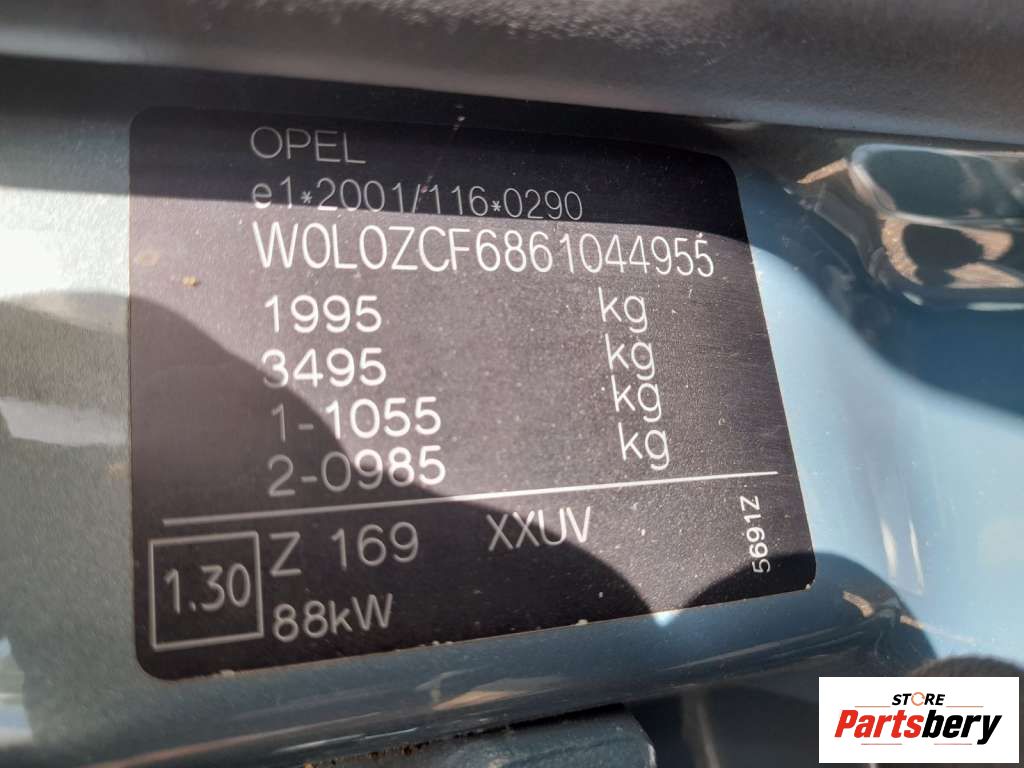 OPEL
e1*2001/116*0290
W0L0ZCF6861044955
1995 kg
3495 kg
1-1055 kg
2-0985 kg
1.30
Z 169 XXUV
88kW
5691Z
STORE
Partsbery